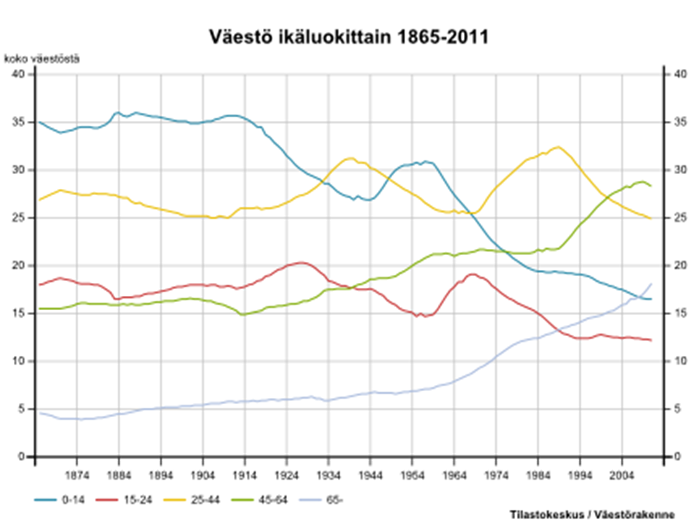 Väestö ikäluokittain 1865-2011
koko väestöstä
40 40
35 35
30 30
25 25
20 20
15 15
10 10
5 5
0 0
1874 1884 1894 1904 1914 1924 1934 1944 1954 1964 1974 1984 1994 2004
0-14 15-24 25-44 45-64 65-
Tilastokeskus / Väestörakenne